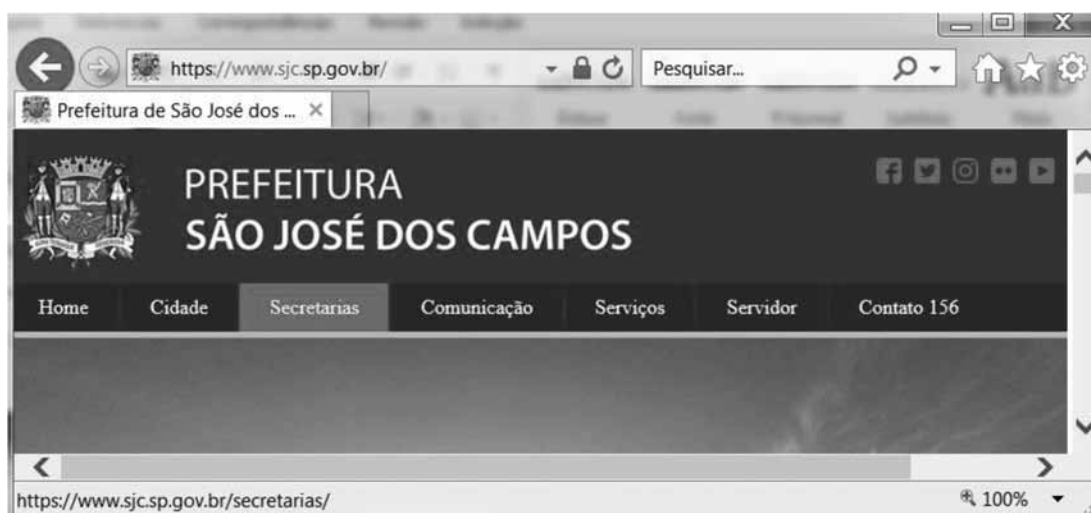 https://www.sjc.sp.gov.br/
Pesquisar...
Prefeitura de São José dos ...
PREFEITURA
SÃO JOSÉ DOS CAMPOS
Home Cidade Secretarias Comunicação Serviços Servidor Contato 156
https://www.sjc.sp.gov.br/secretarias/
100%